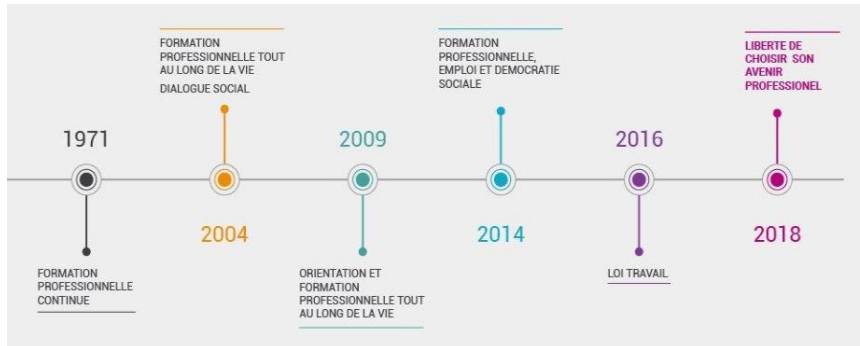 FORMATION
PROFESSIONNELLE TOUT
AU LONG DE LA VIE
DIALOGUE SOCIAL
FORMATION
PROFESSIONNELLE,
EMPLOI ET DEMOCRATIE
SOCIALE
LIBERTE DE
CHOISIR SON
AVENIR
PROFESSIONEL
1971
2009
2016
2004
2014
2018
FORMATION
PROFESSIONNELLE
CONTINUE
ORIENTATION ET
FORMATION
PROFESSIONNELLE TOUT
AU LONG DE LA VIE
LOI TRAVAIL